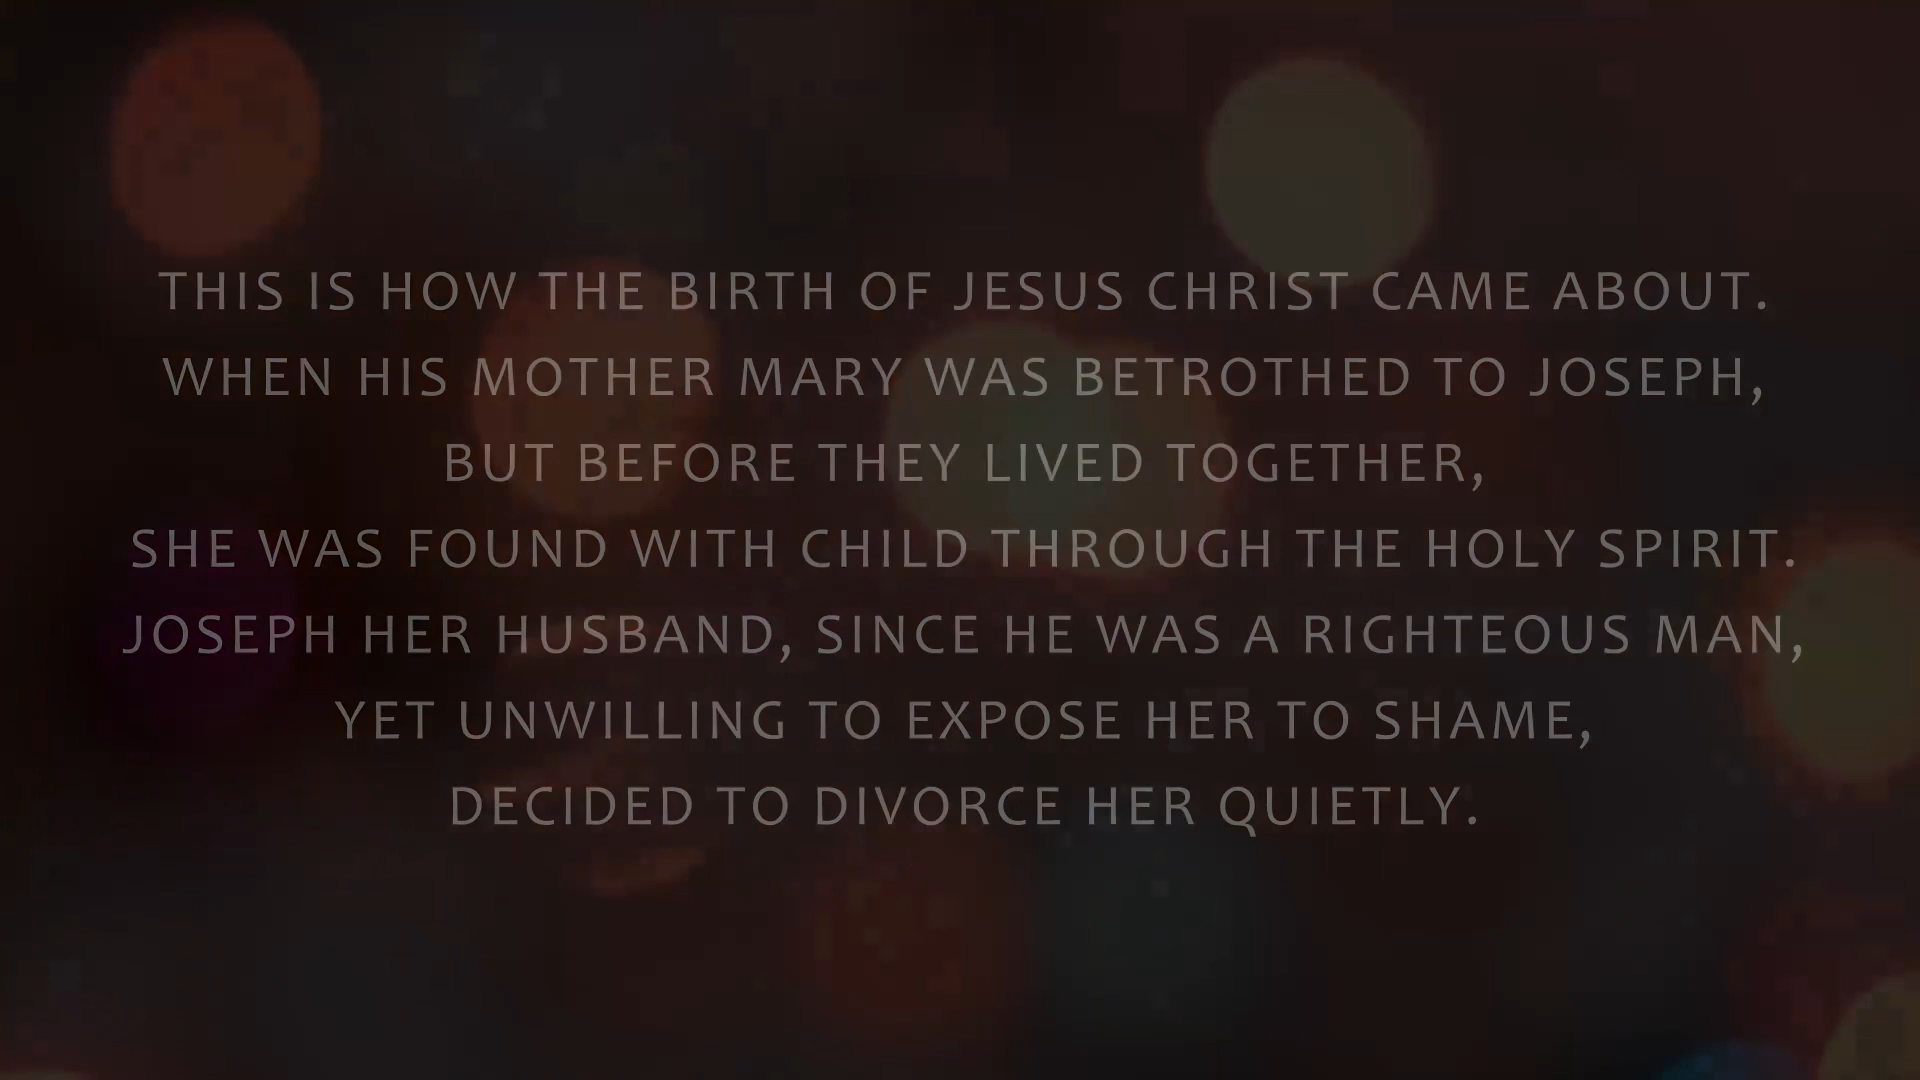 THIS IS HOW THE BIRTH OF JESUS CHRIST CAME ABOUT.
WHEN HIS MOTHER MARY WAS BETROTHED TO JOSEPH,
BUT BEFORE THEY LIVED TOGETHER,
SHE WAS FOUND WITH CHILD THROUGH THE HOLY SPIRIT.
JOSEPH HER HUSBAND, SINCE HE WAS A RIGHTEOUS MAN,
YET UNWILLING TO EXPOSE HER TO SHAME,
DECIDED TO DIVORCE HER QUIETLY.